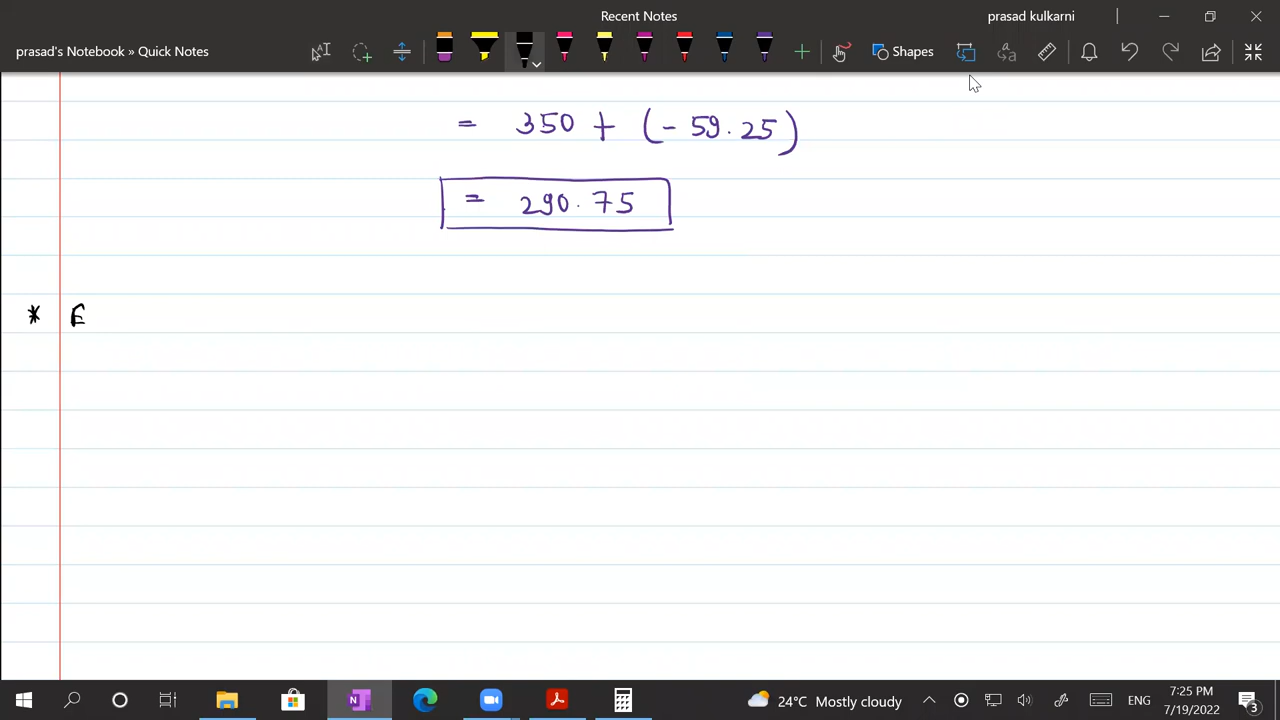 Recent Notes
prasad kulkarni
prasad's Notebook » Quick Notes
Shapes
= 350 + (- 59.25)
= 290.75
* E
24°C Mostly cloudy
ENG
7:25 PM
7/19/2022
3